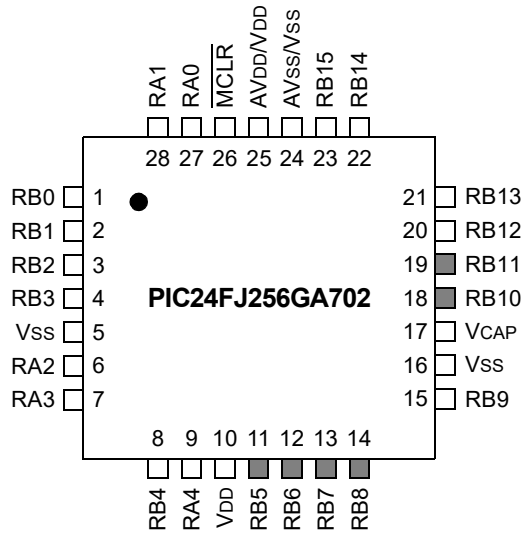 RA1
RA0
MCLR
AVDD/VDD
AVSS/VSS
RB15
RB14
28 27 26 25 24 23 22
RB0 1
RB1 2
RB2 3
RB3 4
VSS 5
RA2 6
RA3 7
21 RB13
20 RB12
19 RB11
18 RB10
17 VCAP
16 VSS
15 RB9
PIC24FJ256GA702
8 9 10 11 12 13 14
RB4
RA4
VDD
RB5
RB6
RB7
RB8